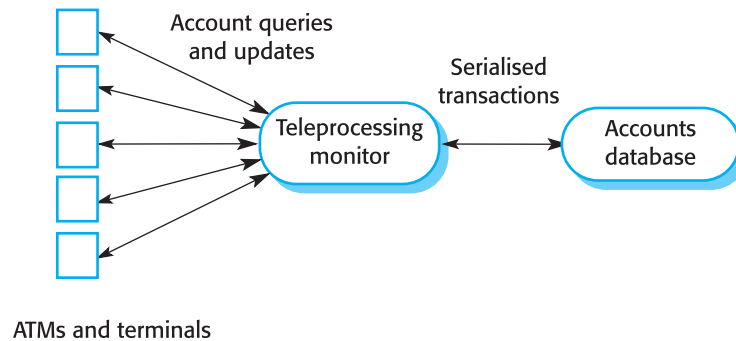 Account queries
and updates
Serialised
transactions
Teleprocessing
monitor
Accounts
database
ATMs and terminals